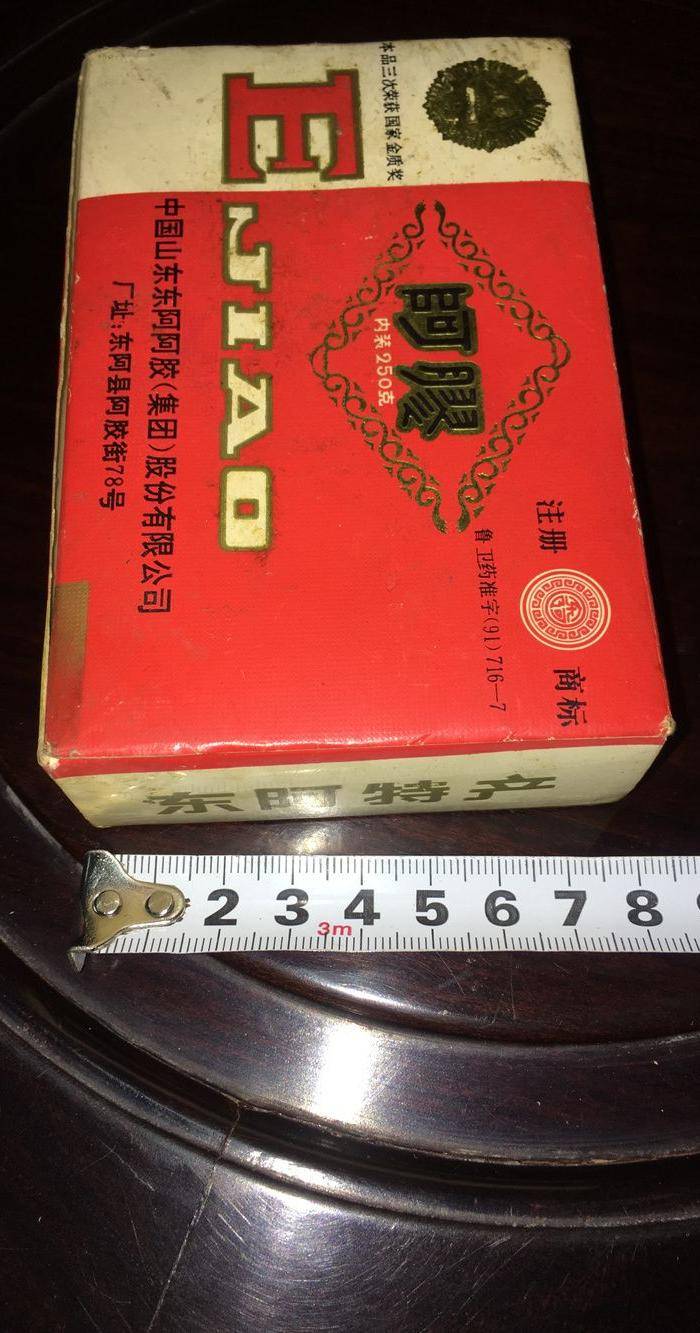 本品三次荣获国家金质奖
EJIAO
阿膠
内装250克
中国山东东阿阿胶(集团)股份有限公司
厂址:东阿县阿胶街78号
鲁卫药准字(91)716—7
注册
商标
东阿特产
2 3 4 5 6 7 8
3m